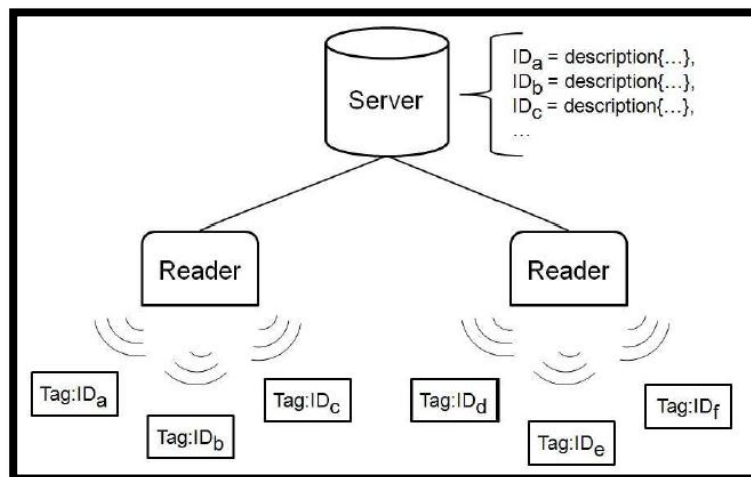 Server
IDa = description{...},
IDb = description{...},
IDc = description{...},
...
Reader
Reader
Tag:IDa
Tag:IDb
Tag:IDc
Tag:IDd
Tag:IDe
Tag:IDf